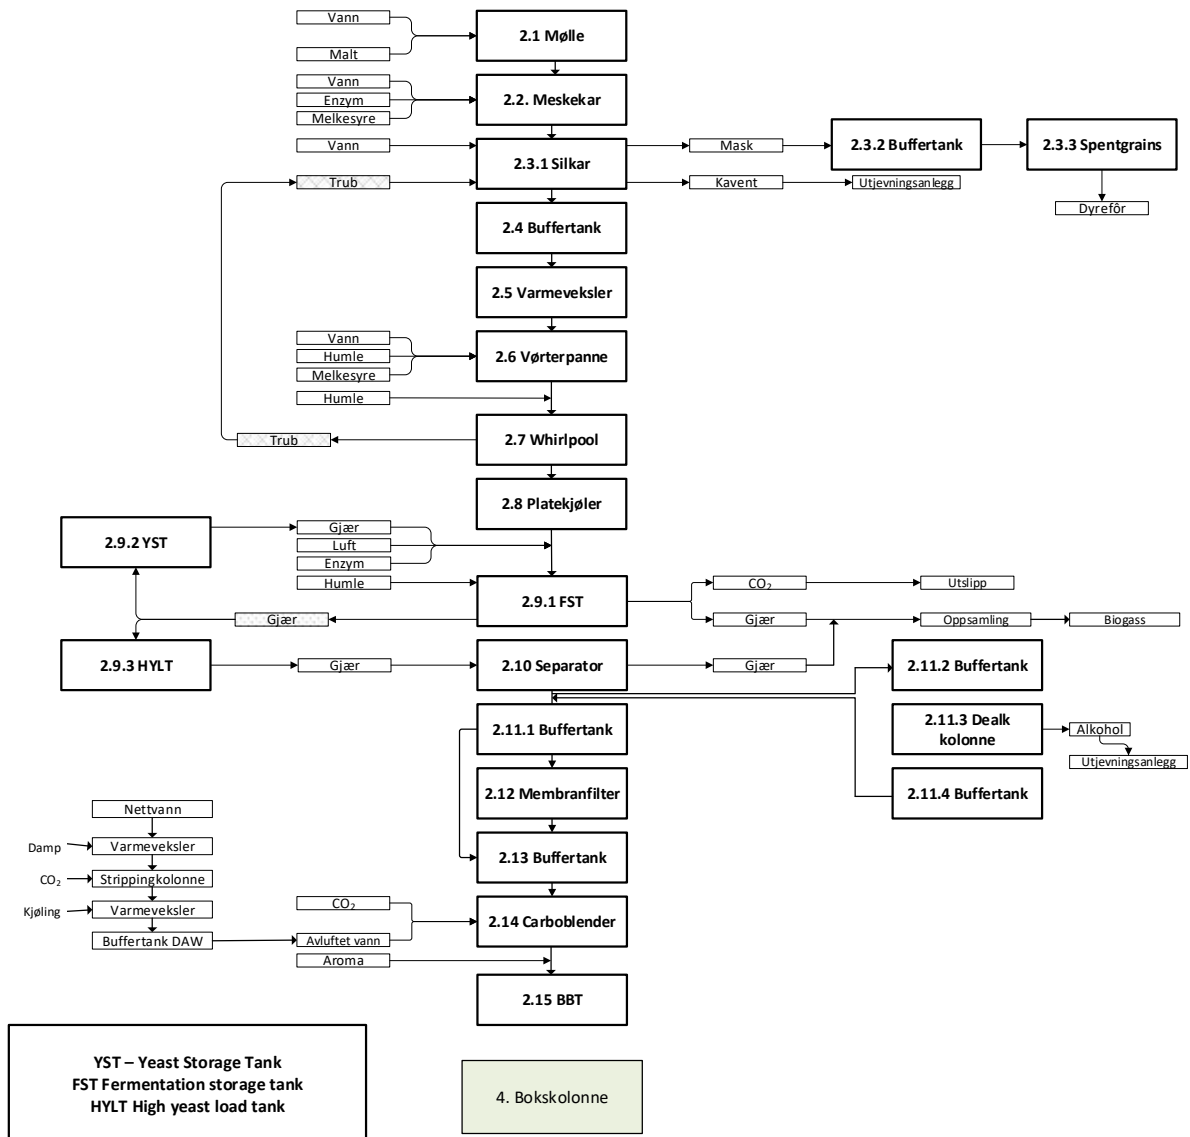 Vann
2.1 Mølle
Malt
Vann
Enzym
2.2. Meskekar
Melkesyre
Vann
2.3.1 Silkar
Mask
2.3.2 Buffertank
2.3.3 Spentgrains
Trub
Kavent
Utjevningsanlegg
Dyrefôr
2.4 Buffertank
2.5 Varmeveksler
Vann
Humle
2.6 Vørterpanne
Melkesyre
Humle
Trub
2.7 Whirlpool
2.8 Platekjøler
2.9.2 YST
Gjær
Luft
Enzym
Humle
2.9.1 FST
CO₂
Utslipp
Gjær
Gjær
Oppsamling
Biogass
2.9.3 HYLT
Gjær
2.10 Separator
Gjær
2.11.2 Buffertank
2.11.1 Buffertank
2.11.3 Dealk
kolonne
Alkohol
Utjevningsanlegg
2.12 Membranfilter
2.11.4 Buffertank
Nettvann
Damp
Varmeveksler
2.13 Buffertank
CO₂
Strippingkolonne
Kjøling
Varmeveksler
CO₂
2.14 Carboblender
Buffertank DAW
Avluftet vann
Aroma
2.15 BBT
YST – Yeast Storage Tank
FST Fermentation storage tank
HYLT High yeast load tank
4. Bokskolonne